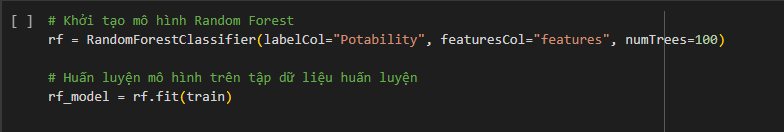 [ ] # Khởi tạo mô hình Random Forest
rf = RandomForestClassifier(labelCol="Potability", featuresCol="features", numTrees=100)
# Huấn luyện mô hình trên tập dữ liệu huấn luyện
rf_model = rf.fit(train)